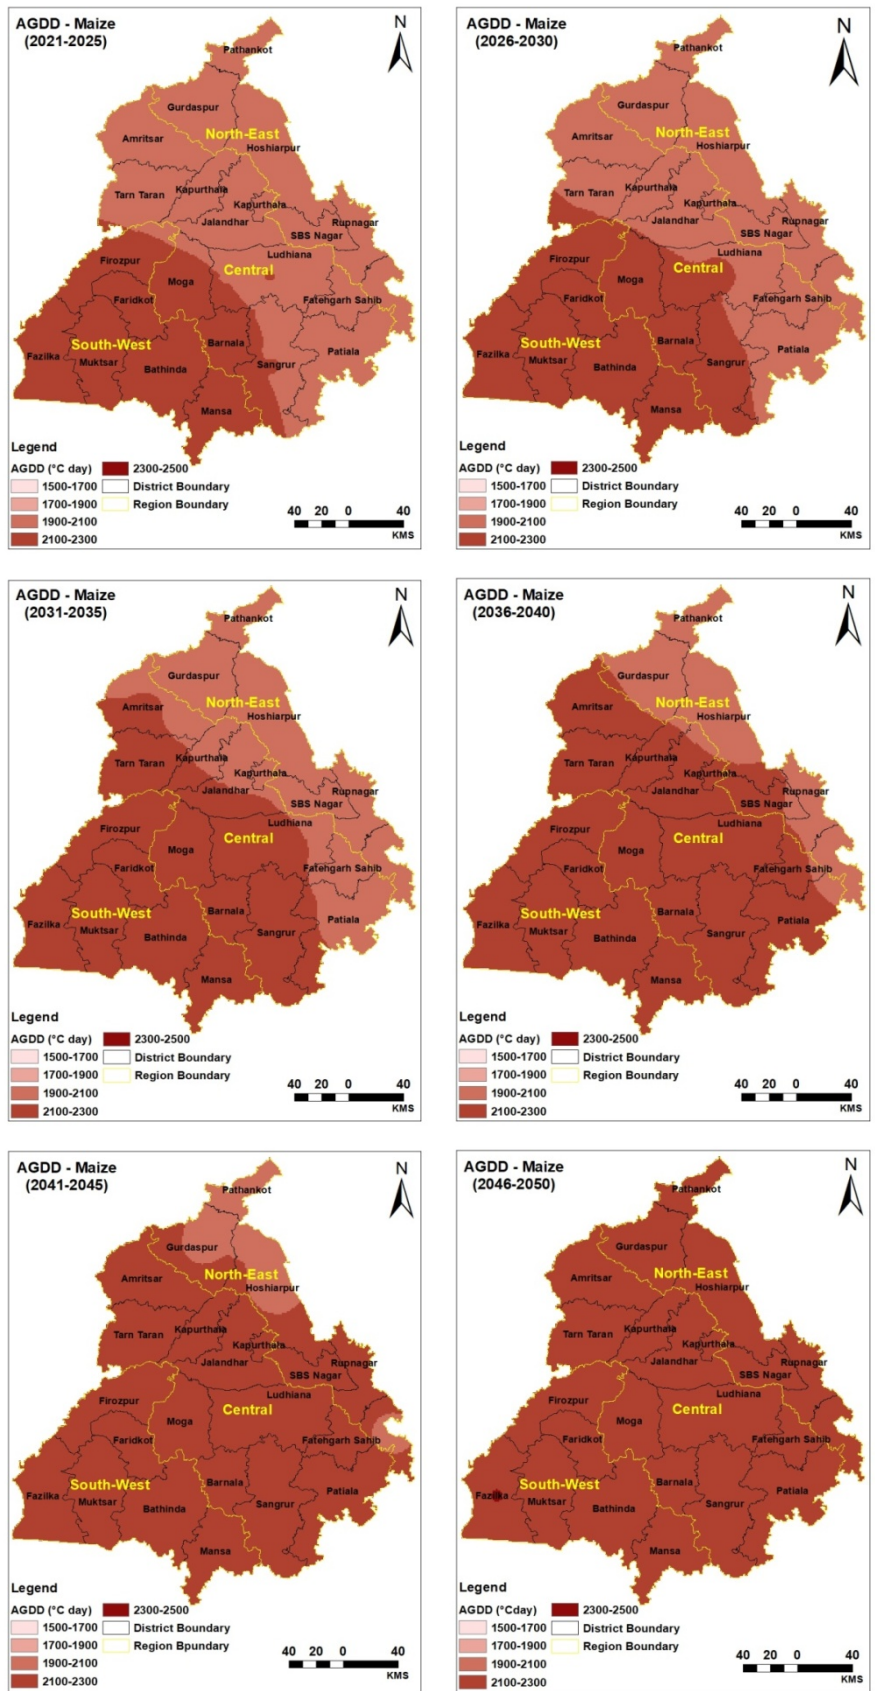 AGDD - Maize
(2021-2025)
N
Pathankot
Gurdaspur
North-East
Amritsar
Hoshiarpur
Tarn Taran
Kapurthala
Kapurthala
Jalandhar
Rupnagar
SBS Nagar
Ludhiana
Firozpur
Central
Moga
Faridkot
Fatehgarh Sahib
South-West
Barnala
Patiala
Fazilka
Muktsar
Bathinda
Sangrur
Mansa
Legend
AGDD (°C day)
1500-1700
1700-1900
1900-2100
2100-2300
2300-2500
District Boundary
Region Boundary
40 20 0 40
KMS
AGDD - Maize
(2026-2030)
N
Pathankot
Gurdaspur
North-East
Amritsar
Hoshiarpur
Tarn Taran
Kapurthala
Kapurthala
Jalandhar
Rupnagar
SBS Nagar
Ludhiana
Firozpur
Central
Moga
Faridkot
Fatehgarh Sahib
South-West
Barnala
Patiala
Fazilka
Muktsar
Bathinda
Sangrur
Mansa
Legend
AGDD (°C day)
1500-1700
1700-1900
1900-2100
2100-2300
2300-2500
District Boundary
Region Boundary
40 20 0 40
KMS
AGDD - Maize
(2031-2035)
N
Pathankot
Gurdaspur
North-East
Amritsar
Hoshiarpur
Tarn Taran
Kapurthala
Kapurthala
Jalandhar
Rupnagar
SBS Nagar
Ludhiana
Firozpur
Central
Moga
Faridkot
Fatehgarh Sahib
South-West
Barnala
Patiala
Fazilka
Muktsar
Bathinda
Sangrur
Mansa
Legend
AGDD (°C day)
1500-1700
1700-1900
1900-2100
2100-2300
2300-2500
District Boundary
Region Boundary
40 20 0 40
KMS
AGDD - Maize
(2036-2040)
N
Pathankot
Gurdaspur
North-East
Amritsar
Hoshiarpur
Tarn Taran
Kapurthala
Kapurthala
Jalandhar
Rupnagar
SBS Nagar
Ludhiana
Firozpur
Central
Moga
Faridkot
Fatehgarh Sahib
South-West
Barnala
Patiala
Fazilka
Muktsar
Bathinda
Sangrur
Mansa
Legend
AGDD (°C day)
1500-1700
1700-1900
1900-2100
2100-2300
2300-2500
District Boundary
Region Boundary
40 20 0 40
KMS
AGDD - Maize
(2041-2045)
N
Pathankot
Gurdaspur
North-East
Amritsar
Hoshiarpur
Tarn Taran
Kapurthala
Kapurthala
Jalandhar
Rupnagar
SBS Nagar
Ludhiana
Firozpur
Central
Moga
Faridkot
Fatehgarh Sahib
South-West
Barnala
Patiala
Fazilka
Muktsar
Bathinda
Sangrur
Mansa
Legend
AGDD (°C day)
1500-1700
1700-1900
1900-2100
2100-2300
2300-2500
District Boundary
Region Bpundary
40 20 0 40
KMS
AGDD - Maize
(2046-2050)
N
Pathankot
Gurdaspur
North-East
Amritsar
Hoshiarpur
Tarn Taran
Kapurthala
Kapurthala
Jalandhar
Rupnagar
SBS Nagar
Ludhiana
Firozpur
Central
Moga
Faridkot
Fatehgarh Sahib
South-West
Barnala
Patiala
Fazilka
Muktsar
Bathinda
Sangrur
Mansa
Legend
AGDD (°Cday)
1500-1700
1700-1900
1900-2100
2100-2300
2300-2500
District Boundary
Region Boundary
40 20 0 40
KMS